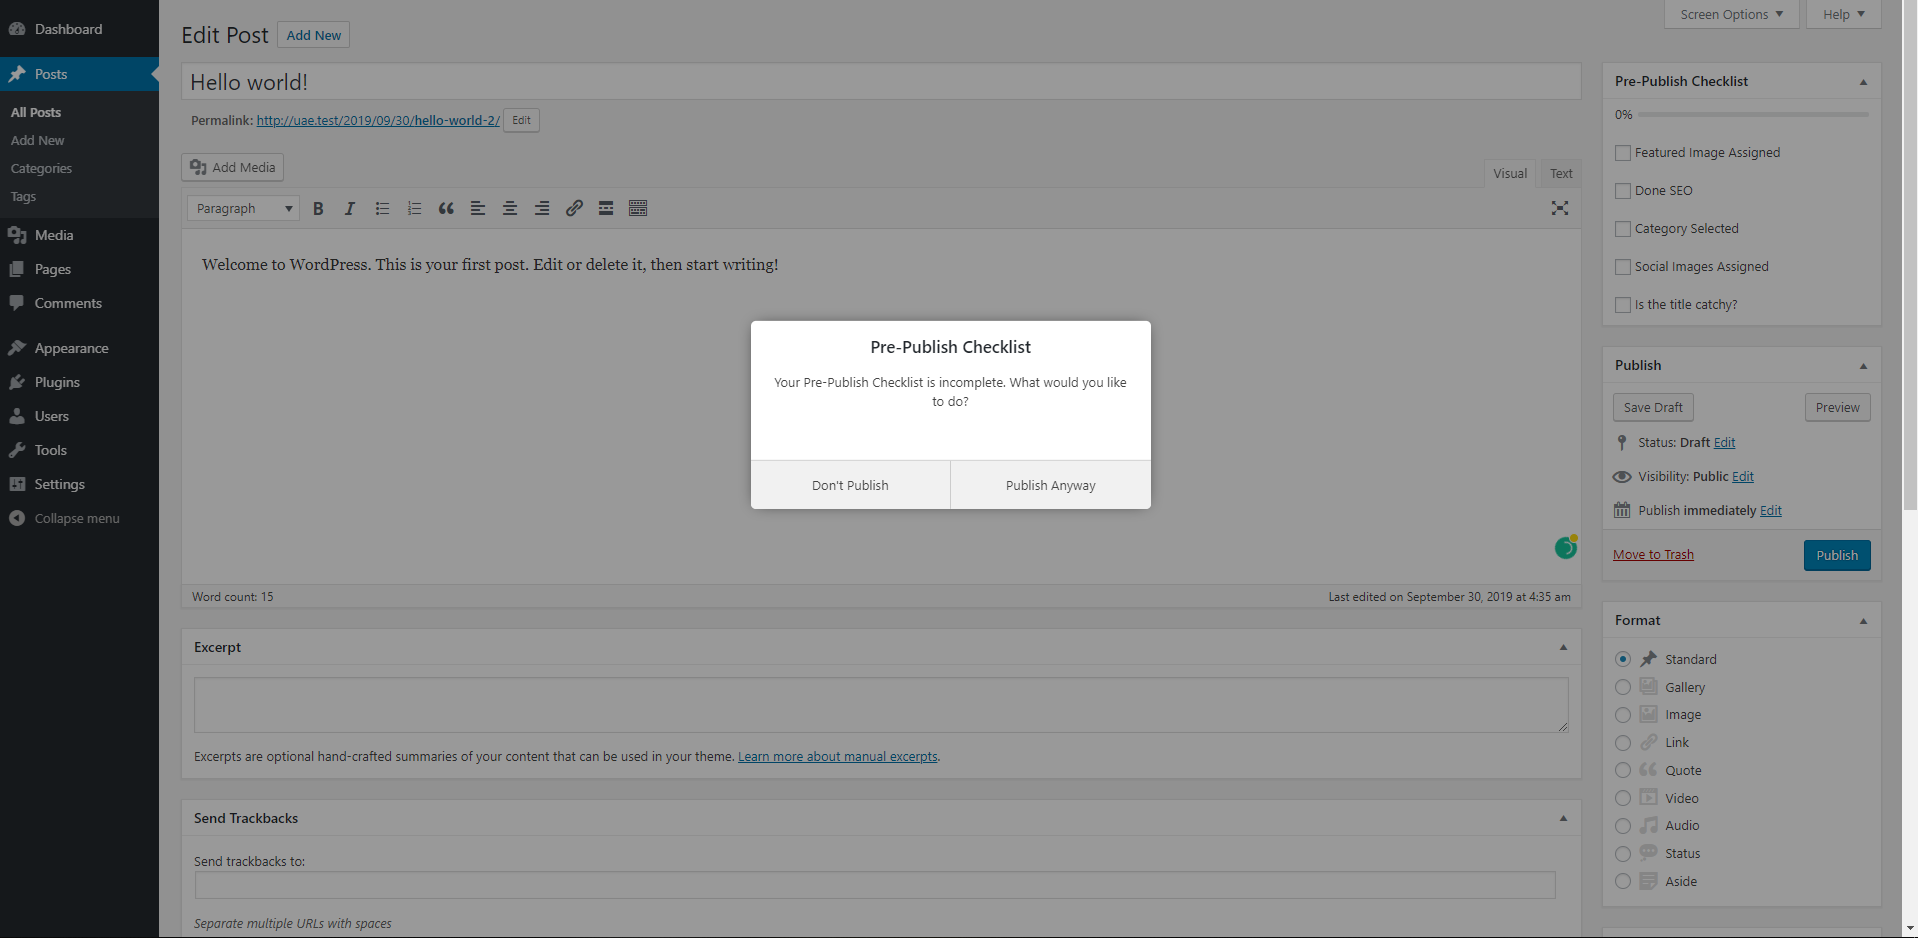 Dashboard
Posts
All Posts
Add New
Categories
Tags
Media
Pages
Comments
Appearance
Plugins
Users
Tools
Settings
Collapse menu
Screen Options
Help
Edit Post
Add New
Hello world!
Permalink: http://uae.test/2019/09/30/hello-world-2/ Edit
Add Media
Visual
Text
Paragraph
B I
Welcome to WordPress. This is your first post. Edit or delete it, then start writing!
Pre-Publish Checklist
Your Pre-Publish Checklist is incomplete. What would you like
to do?
Don't Publish
Publish Anyway
Word count: 15
Last edited on September 30, 2019 at 4:35 am
Excerpt
Excerpts are optional hand-crafted summaries of your content that can be used in your theme. Learn more about manual excerpts.
Send Trackbacks
Send trackbacks to:
Separate multiple URLs with spaces
Pre-Publish Checklist
0%
Featured Image Assigned
Done SEO
Category Selected
Social Images Assigned
Is the title catchy?
Publish
Save Draft
Preview
Status: Draft Edit
Visibility: Public Edit
Publish immediately Edit
Move to Trash
Publish
Format
Standard
Gallery
Image
Link
Quote
Video
Audio
Status
Aside